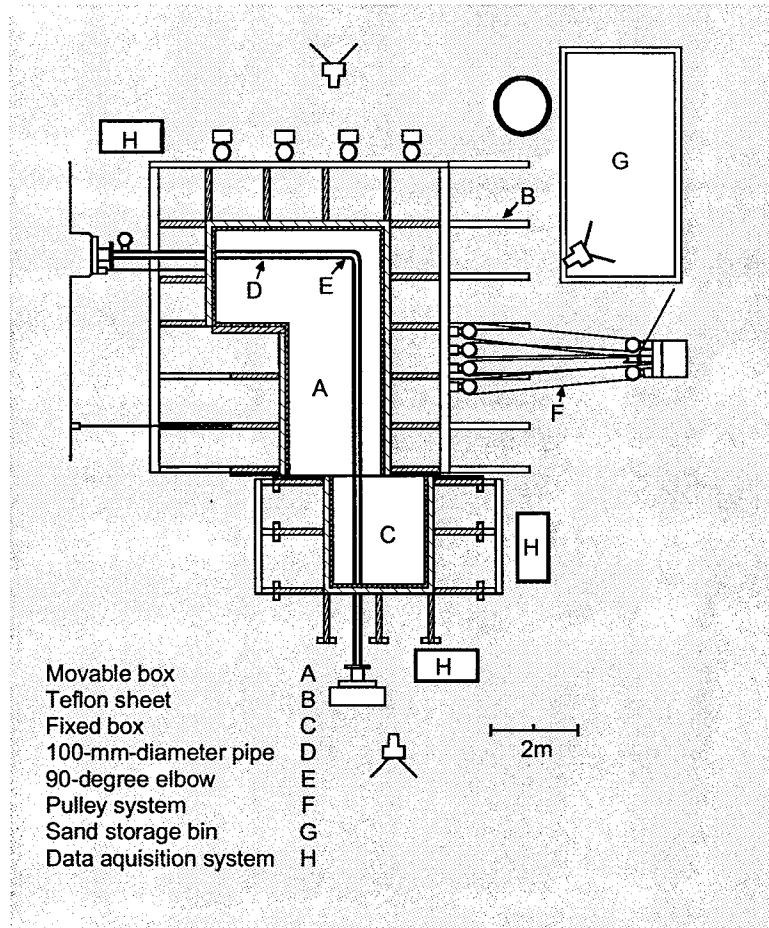 H
G
B
D
E
A
F
C
H
H
Movable box A
Teflon sheet B
Fixed box C
100-mm-diameter pipe D
90-degree elbow E
Pulley system F
Sand storage bin G
Data aquisition system H
2m